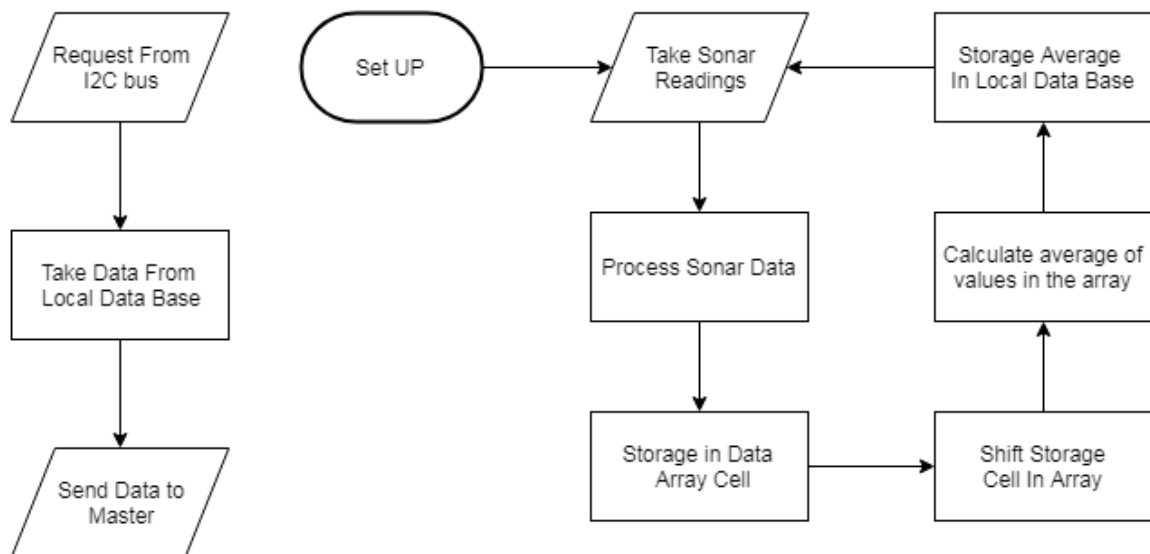 Request From
I2C bus
Set UP
Take Sonar
Readings
Storage Average
In Local Data Base
Take Data From
Local Data Base
Process Sonar Data
Calculate average of
values in the array
Send Data to
Master
Storage in Data
Array Cell
Shift Storage
Cell In Array